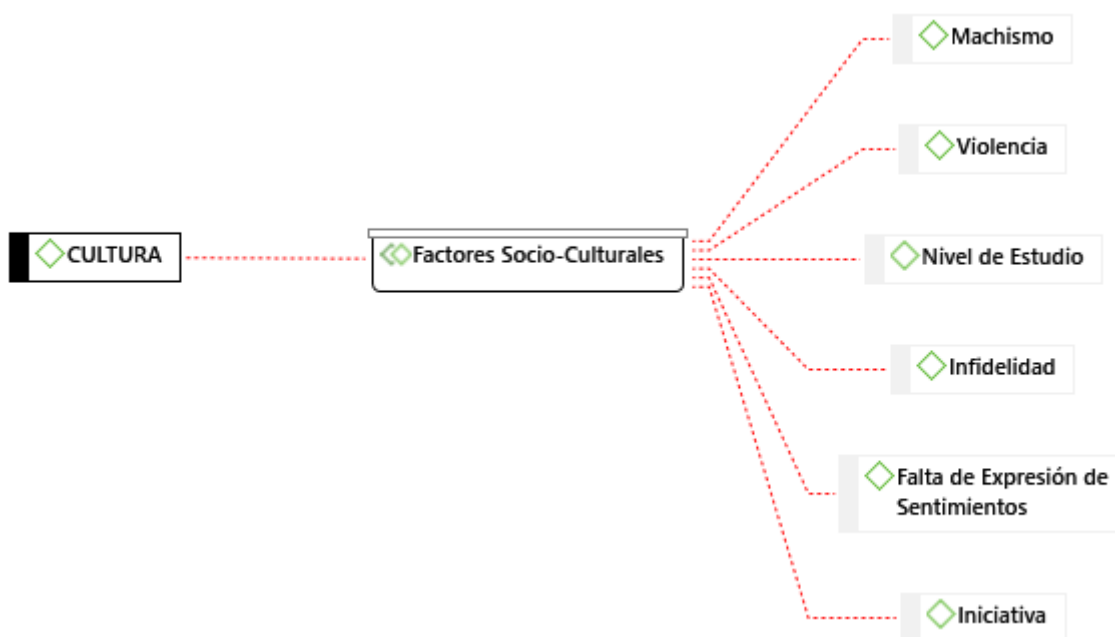 Machismo
Violencia
CULTURA
Factores Socio-Culturales
Nivel de Estudio
Infidelidad
Falta de Expresión de
Sentimientos
Iniciativa